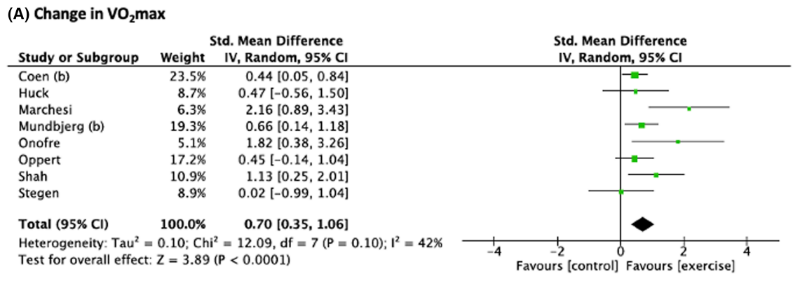 (A) Change in VO₂max
Std. Mean Difference Std. Mean Difference
Study or Subgroup Weight IV, Random, 95% CI IV, Random, 95% CI
Coen (b) 23.5% 0.44 [0.05, 0.84]
Huck 8.7% 0.47 [−0.56, 1.50]
Marchesi 6.3% 2.16 [0.89, 3.43]
Mundbjerg (b) 19.3% 0.66 [0.14, 1.18]
Onofre 5.1% 1.82 [0.38, 3.26]
Oppert 17.2% 0.45 [−0.14, 1.04]
Shah 10.9% 1.13 [0.25, 2.01]
Stegen 8.9% 0.02 [−0.99, 1.04]
Total (95% CI) 100.0% 0.70 [0.35, 1.06]
Heterogeneity: Tau² = 0.10; Chi² = 12.09, df = 7 (P = 0.10); I² = 42%
Test for overall effect: Z = 3.89 (P < 0.0001)
−4 −2 0 2 4
Favours [control] Favours [exercise]